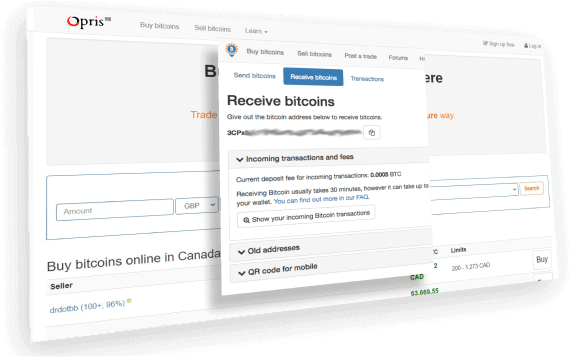 Opris
Buy bitcoins
Sell bitcoins
Learn
Sign up free
Log in
B
ere
Trade
ure way.
Amount
GBP
Search
Buy bitcoins online in Canada
Seller
Limits
drdotbb (100+, 96%)
200 - 1,273 CAD
Buy
CAD
63,669.55
Buy bitcoins
Sell bitcoins
Post a trade
Forums
Send bitcoins
Receive bitcoins
Transactions
Receive bitcoins
Give out the bitcoin address below to receive bitcoins.
Incoming transactions and fees
Current deposit fee for incoming transactions: 0.0005 BTC
Receiving Bitcoin usually takes 30 minutes, however it can take up to
your wallet. You can find out more in our FAQ.
Show your incoming Bitcoin transactions
Old addresses
QR code for mobile